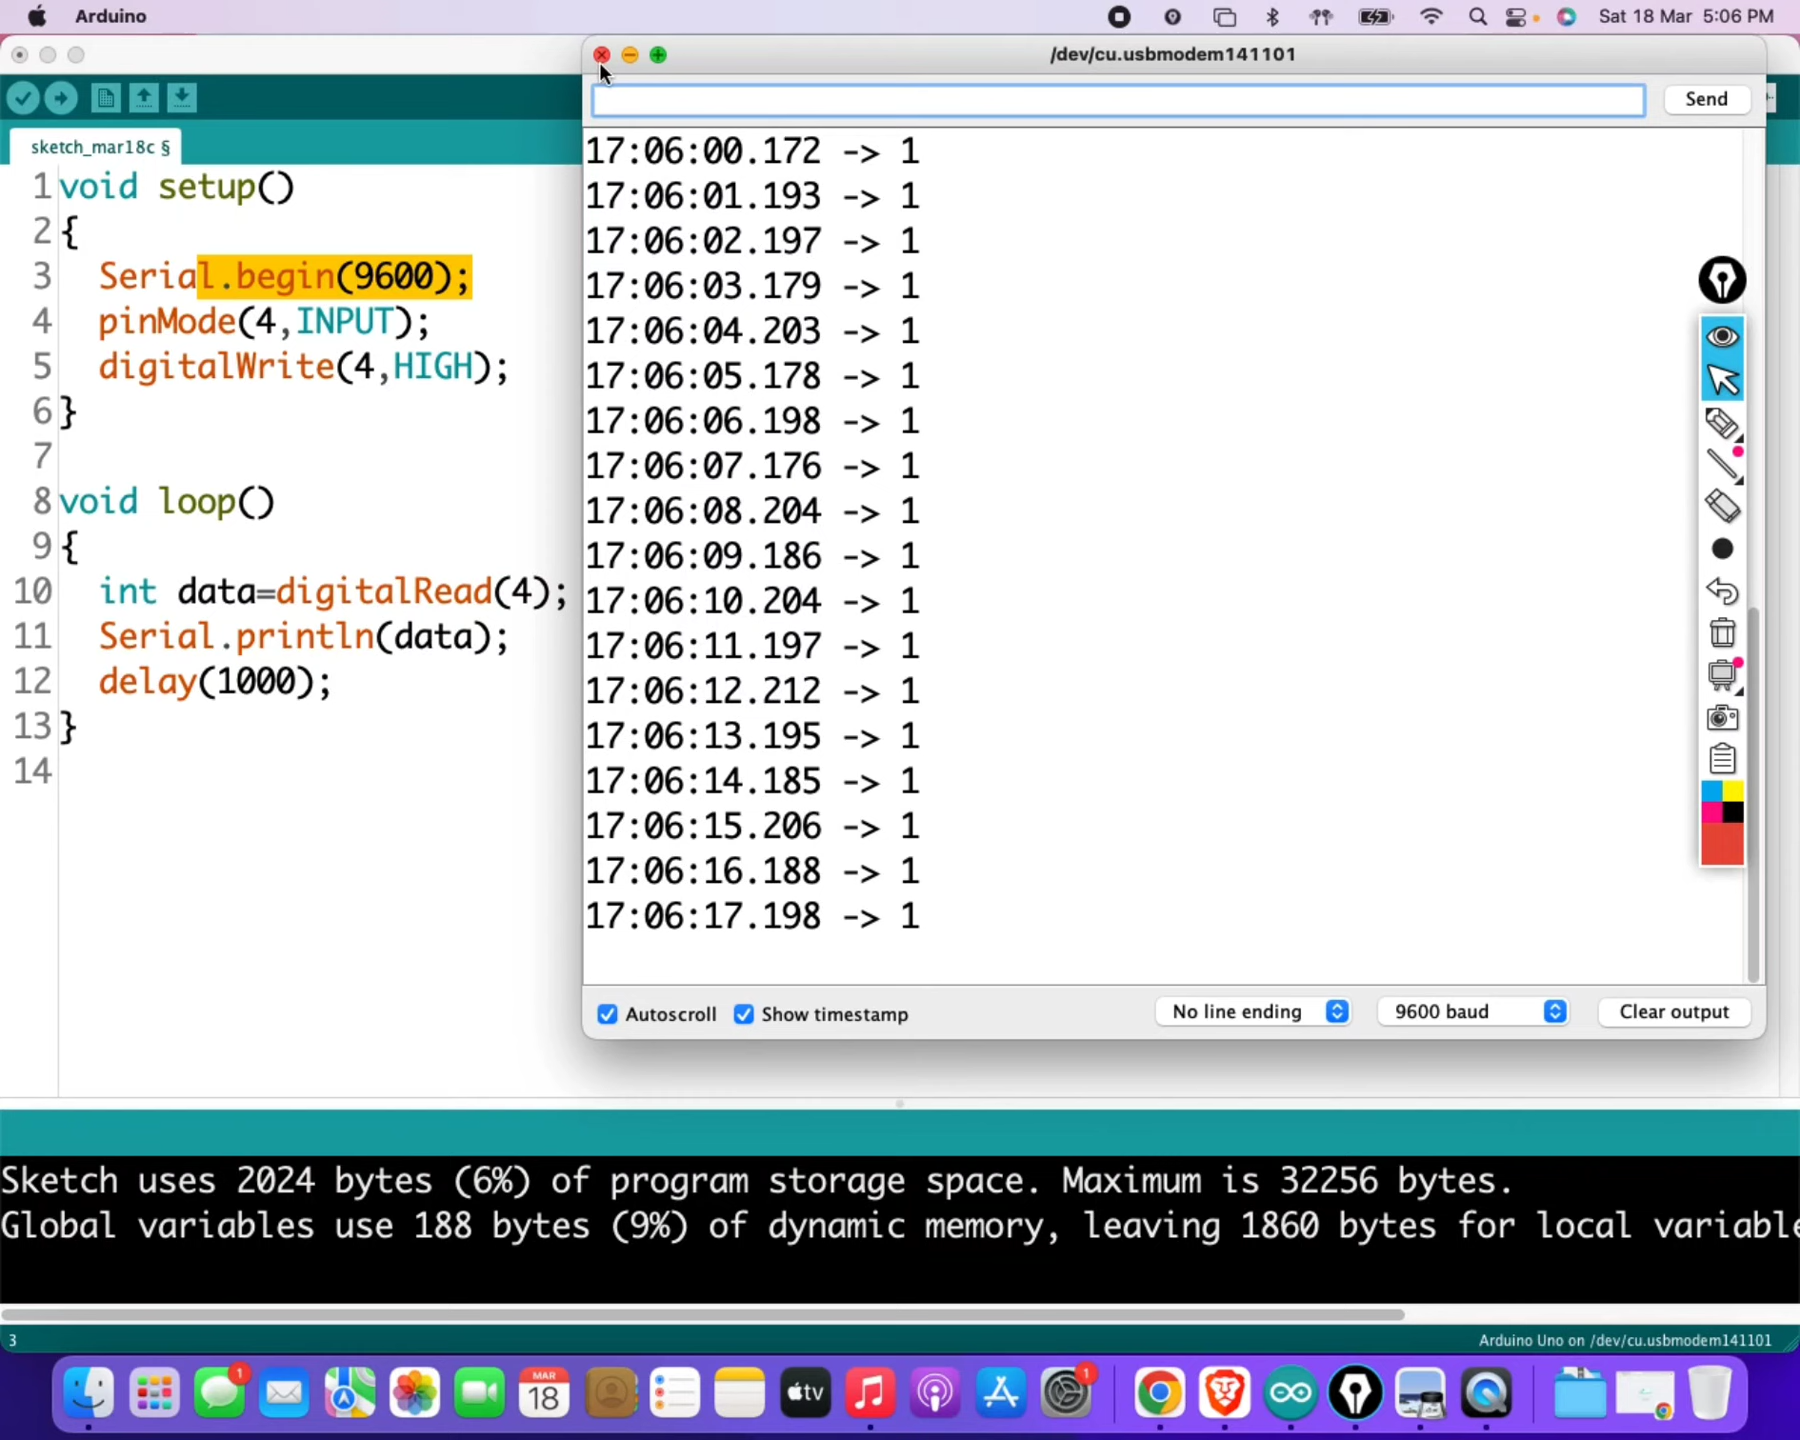 Arduino
Sat 18 Mar 5:06 PM
/dev/cu.usbmodem141101
Send
sketch_mar18c §
1 void setup()
2 {
3 Serial.begin(9600);
4 pinMode(4,INPUT);
5 digitalWrite(4,HIGH);
6 }
7
8 void loop()
9 {
10 int data=digitalRead(4);
11 Serial.println(data);
12 delay(1000);
13 }
14
17:06:00.172 -> 1
17:06:01.193 -> 1
17:06:02.197 -> 1
17:06:03.179 -> 1
17:06:04.203 -> 1
17:06:05.178 -> 1
17:06:06.198 -> 1
17:06:07.176 -> 1
17:06:08.204 -> 1
17:06:09.186 -> 1
17:06:10.204 -> 1
17:06:11.197 -> 1
17:06:12.212 -> 1
17:06:13.195 -> 1
17:06:14.185 -> 1
17:06:15.206 -> 1
17:06:16.188 -> 1
17:06:17.198 -> 1
Autoscroll
Show timestamp
No line ending
9600 baud
Clear output
Sketch uses 2024 bytes (6%) of program storage space. Maximum is 32256 bytes.
Global variables use 188 bytes (9%) of dynamic memory, leaving 1860 bytes for local variable
3
Arduino Uno on /dev/cu.usbmodem141101
1
MAR
18
tv
1